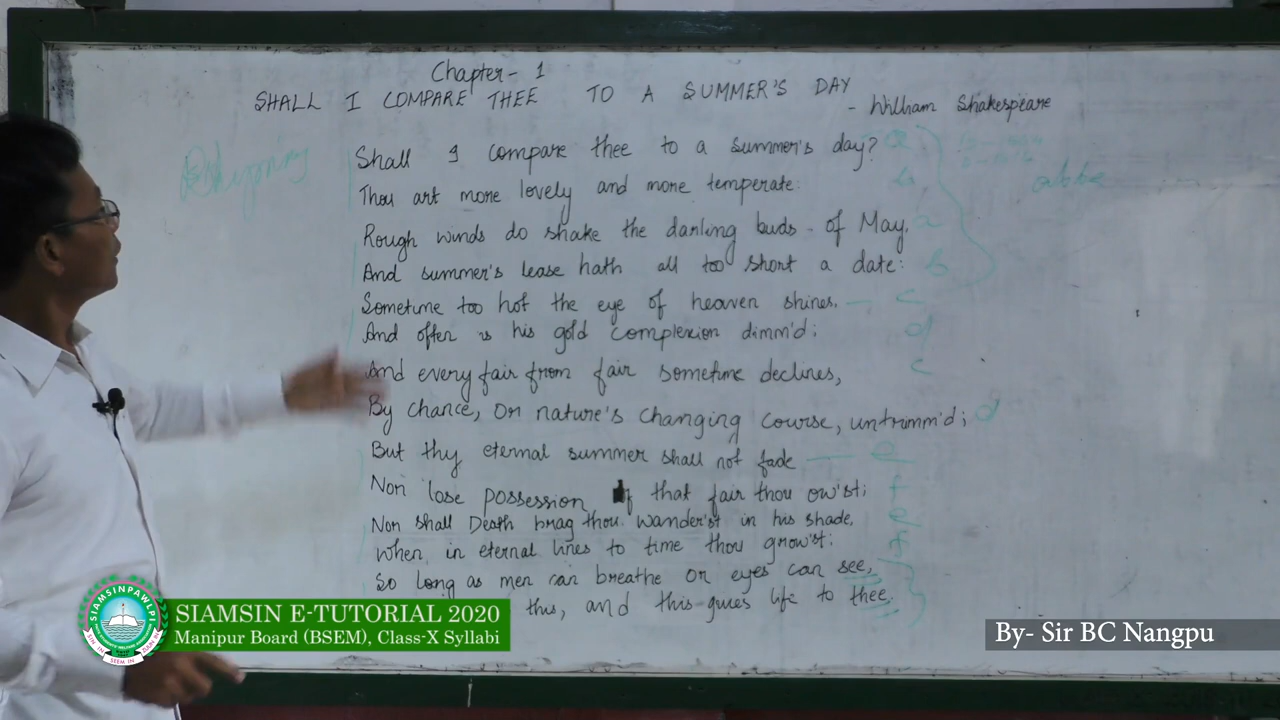 Chapter - 1
SHALL I COMPARE THEE TO A SUMMER'S DAY
- William Shakespeare
Shall I compare thee to a summer's day? a
Thou art more lovely and more temperate: b
Rough winds do shake the darling buds - of May, a
And summer's lease hath all too short a date: b
Sometime too hot the eye of heaven shines. — c
And often is his gold complexion dimm'd; d
And every fair from fair sometime declines, c
By chance, or nature's changing course, untrimm'd; d
But thy eternal summer shall not fade — e
Nor lose possession of that fair thou ow'st; f
Nor shall Death brag thou wander'st in his shade, e
When in eternal lines to time thou grow'st: f
So long as men can breathe or eyes can see,
this, and this gives life to thee.
SIAMSINPAWLPI
SEEM IN
SIAMSIN E-TUTORIAL 2020
Manipur Board (BSEM), Class-X Syllabi
By- Sir BC Nangpu